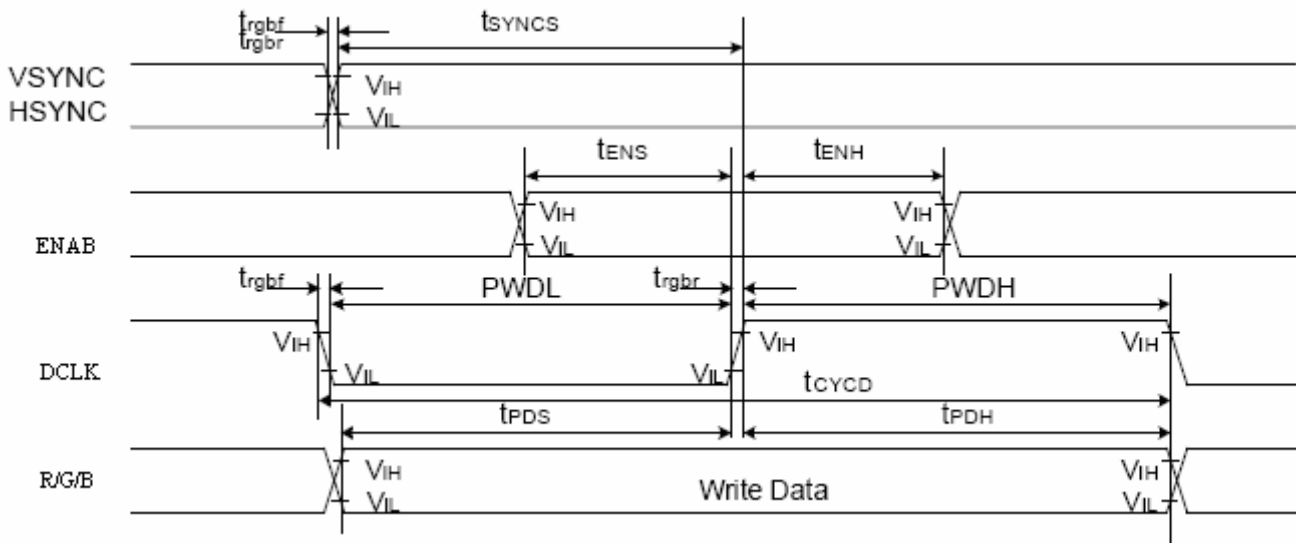 trgbf
trgbr
tSYNCS
VSYNC
HSYNC
VIH
VIL
tENS
tENH
ENAB
VIH
VIL
VIH
VIL
trgbf
PWDL
trgbr
PWDH
DCLK
VIH
VIL
VIL
VIH
VIH
tCYCD
tPDS
tPDH
R/G/B
VIH
VIL
Write Data
VIH
VIL